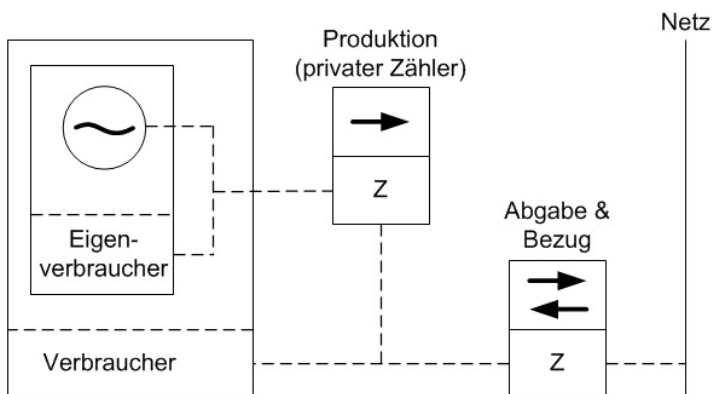 Netz
Produktion
(privater Zähler)
Z
Eigen-
verbraucher
Abgabe &
Bezug
Verbraucher
Z